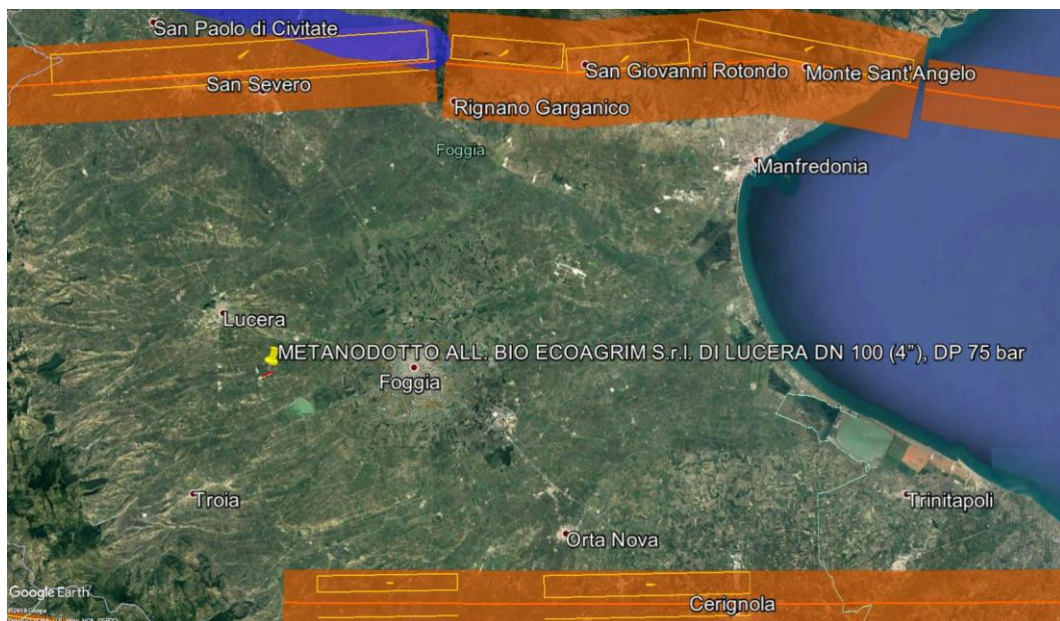 San Paolo di Civitate
San Severo
San Giovanni Rotondo
Monte Sant'Angelo
Rignano Garganico
Foggia
Manfredonia
Lucera
METANODOTTO ALL. BIO ECOAGRIM S.r.l. DI LUCERA DN 100 (4"), DP 75 bar
Foggia
Troia
Trinitapoli
Orta Nova
Google Earth
Cerignola